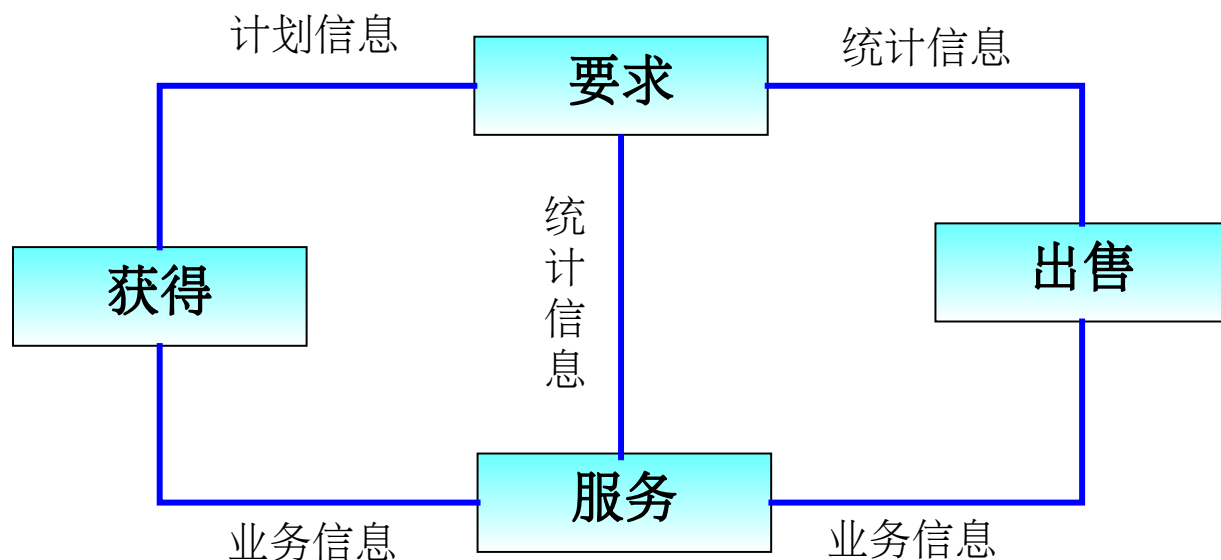 计划信息
要求
统计信息
统计信息
获得
出售
服务
业务信息
业务信息